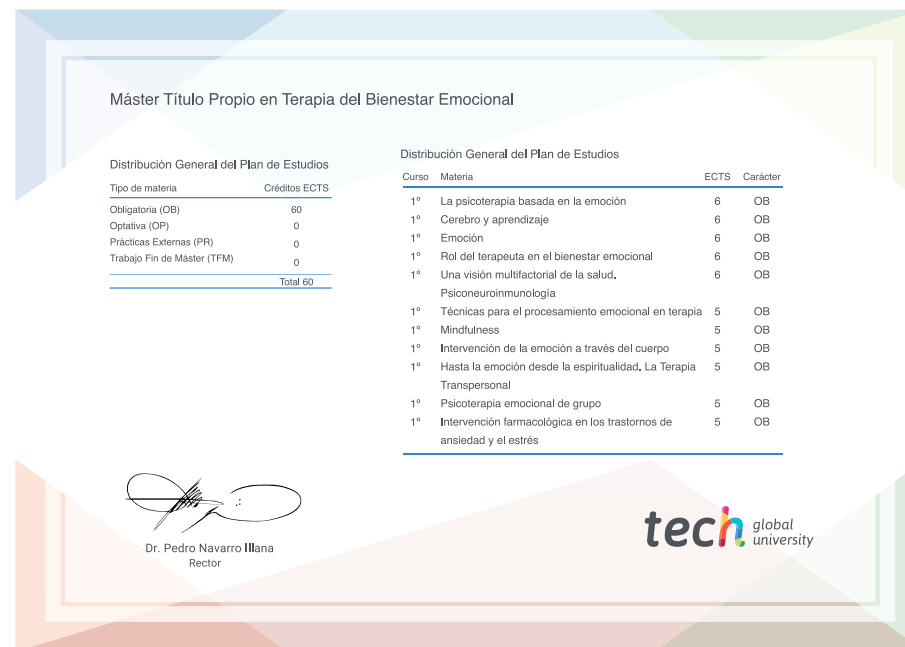 Máster Título Propio en Terapia del Bienestar Emocional
Distribución General del Plan de Estudios
Tipo de materia Créditos ECTS
Obligatoria (OB) 60
Optativa (OP) 0
Prácticas Externas (PR) 0
Trabajo Fin de Máster (TFM) 0
Total 60
Distribución General del Plan de Estudios
Curso Materia ECTS Carácter
1º La psicoterapia basada en la emoción 6 OB
1º Cerebro y aprendizaje 6 OB
1º Emoción 6 OB
1º Rol del terapeuta en el bienestar emocional 6 OB
1º Una visión multifactorial de la salud. 6 OB
Psiconeuroinmunología
1º Técnicas para el procesamiento emocional en terapia 5 OB
1º Mindfulness 5 OB
1º Intervención de la emoción a través del cuerpo 5 OB
1º Hasta la emoción desde la espiritualidad. La Terapia 5 OB
Transpersonal
1º Psicoterapia emocional de grupo 5 OB
1º Intervención farmacológica en los trastornos de 5 OB
ansiedad y el estrés
Dr. Pedro Navarro Illana
Rector
tech global
university